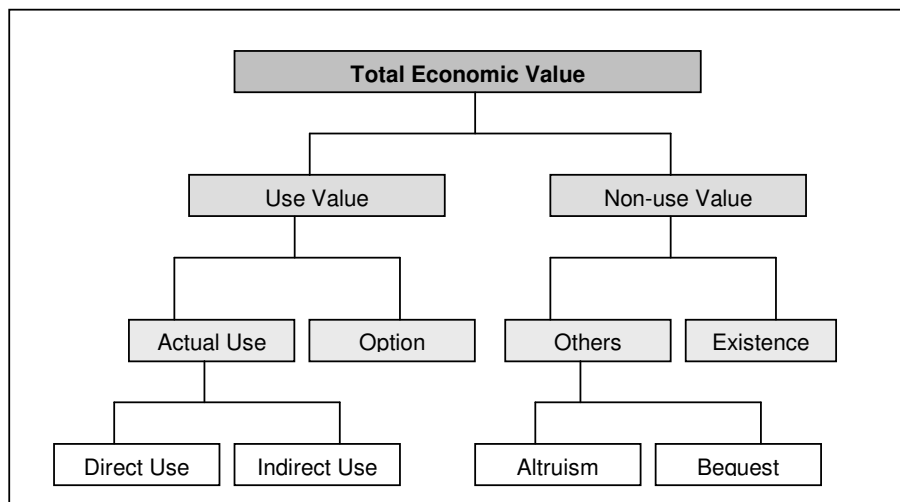 Total Economic Value
Use Value
Non-use Value
Actual Use
Option
Others
Existence
Direct Use
Indirect Use
Altruism
Bequest